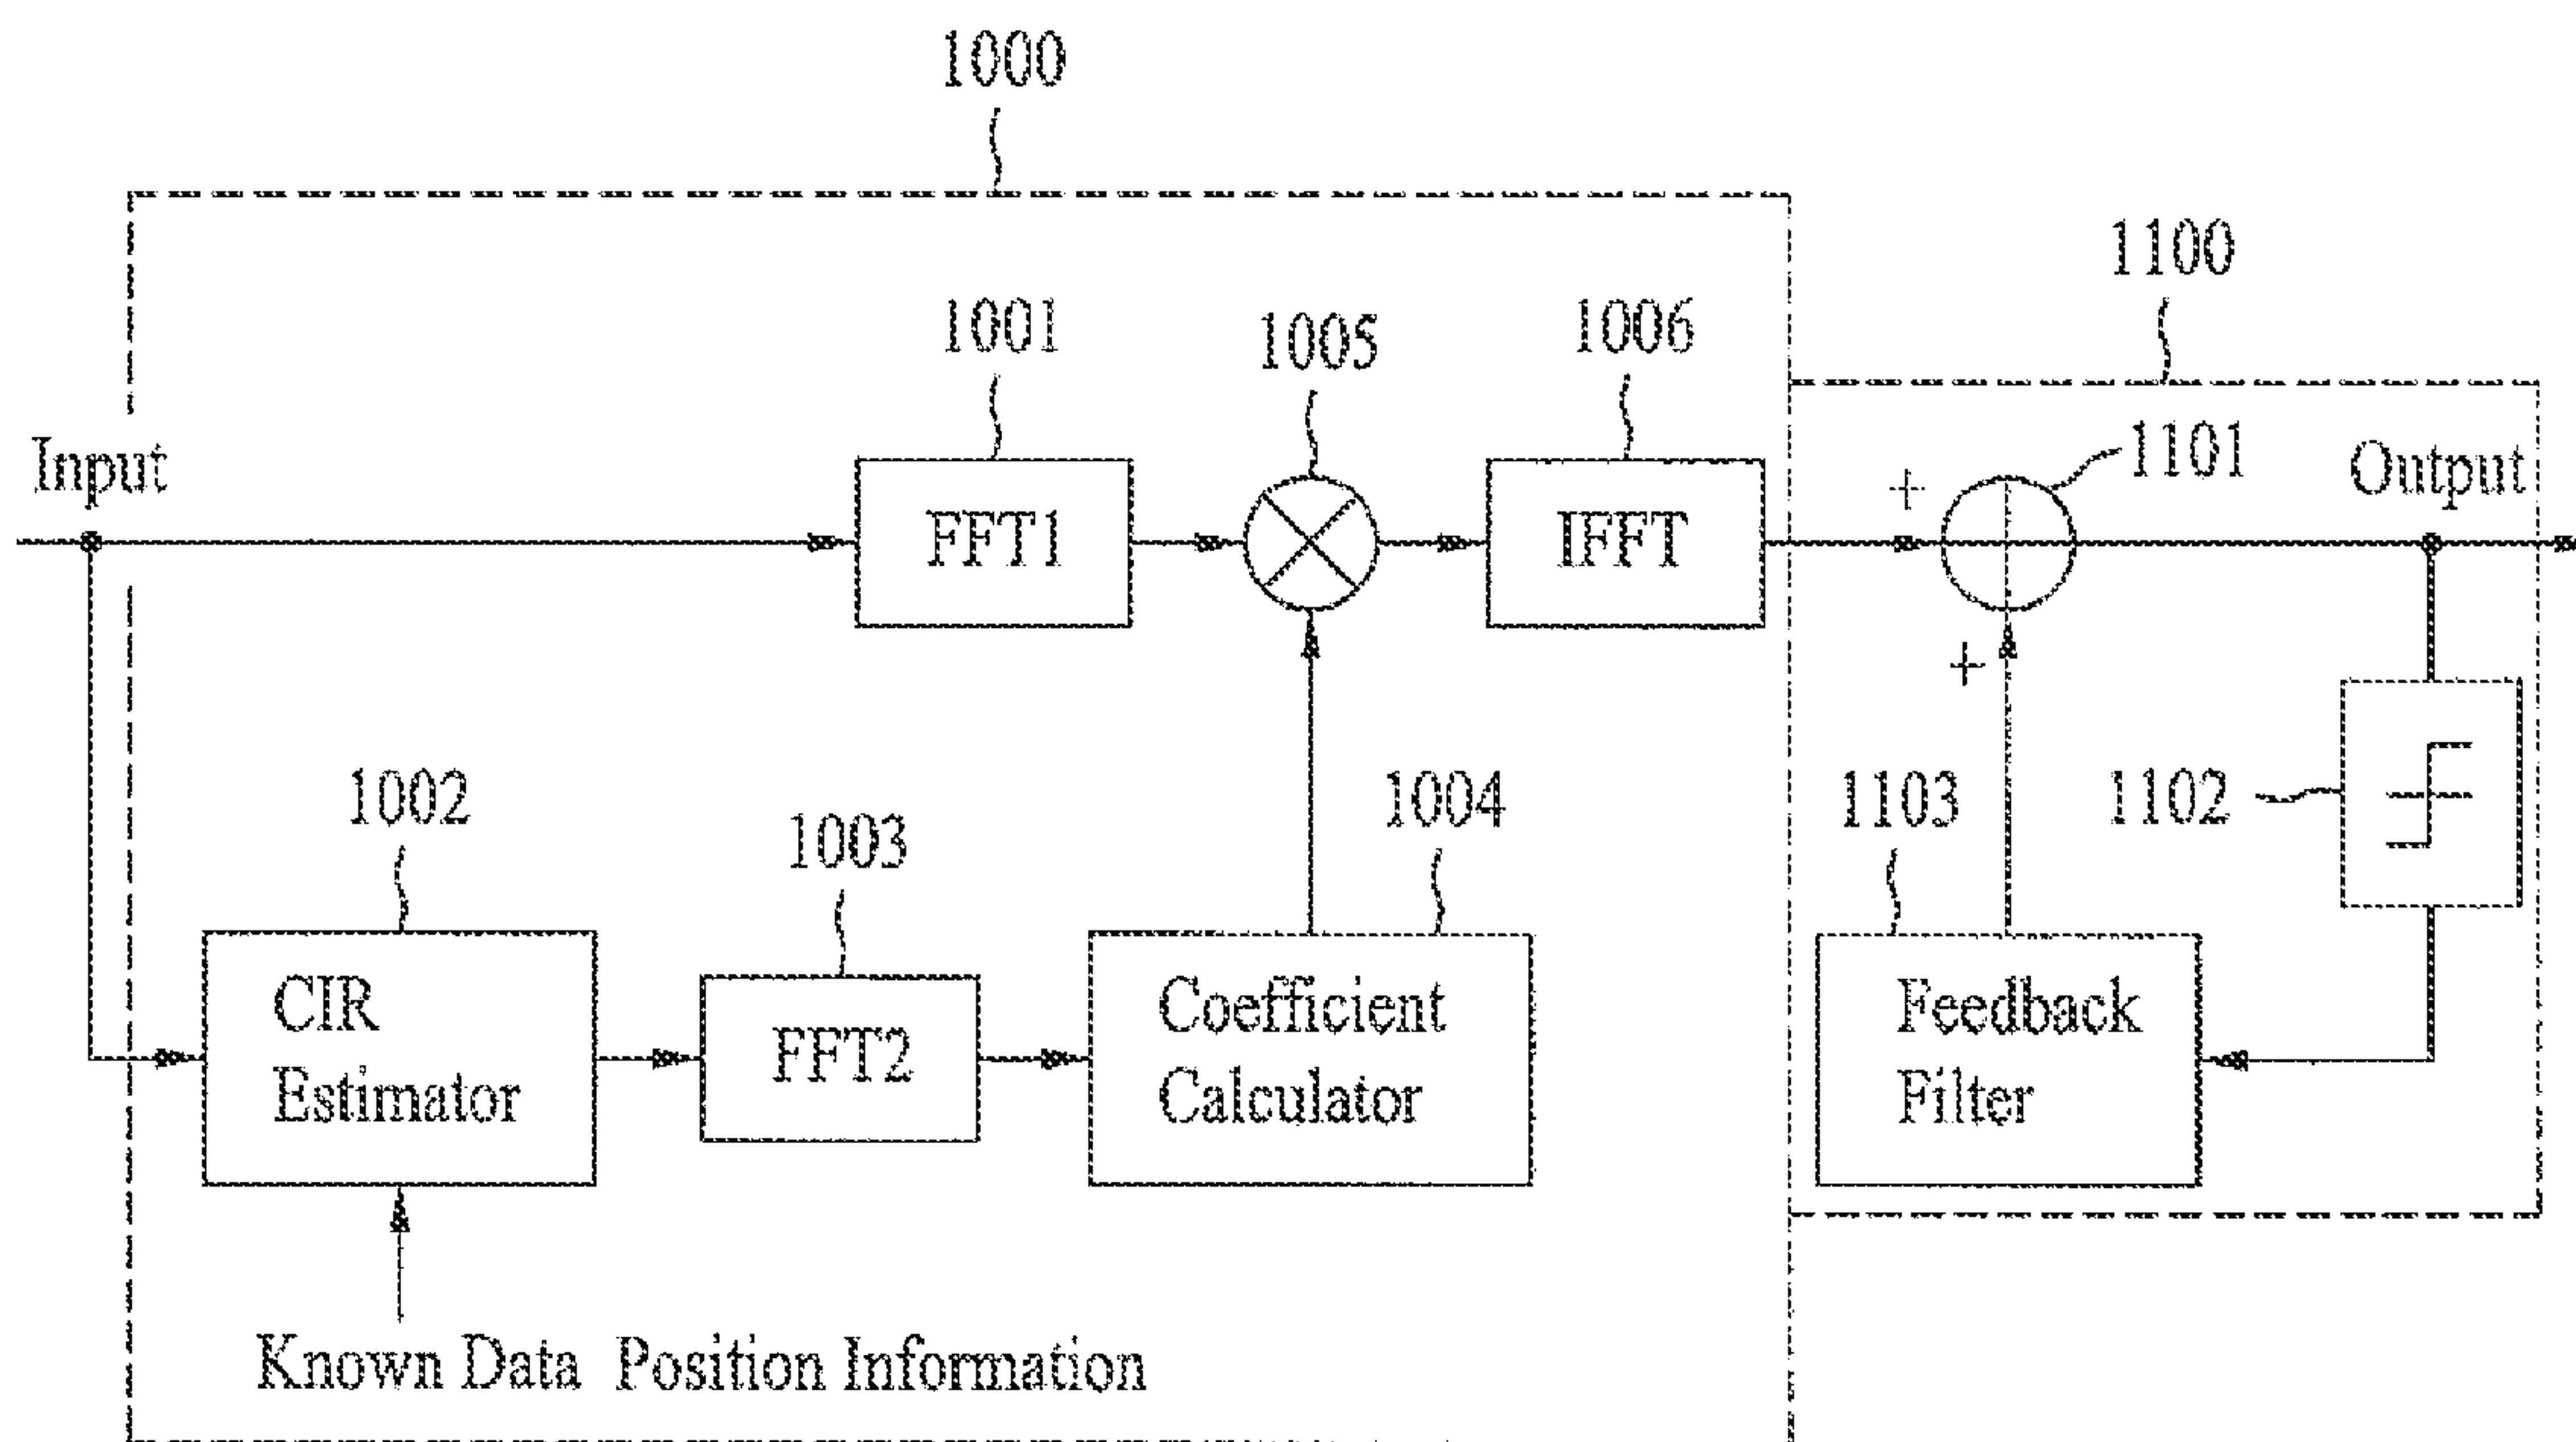 1000
1100
1001
1005
1006
Input
+
1101
Output
FFT1
IFFT
+
1002
1003
1004
1103
1102
CIR
Estimator
FFT2
Coefficient
Calculator
Feedback
Filter
Known Data Position Information